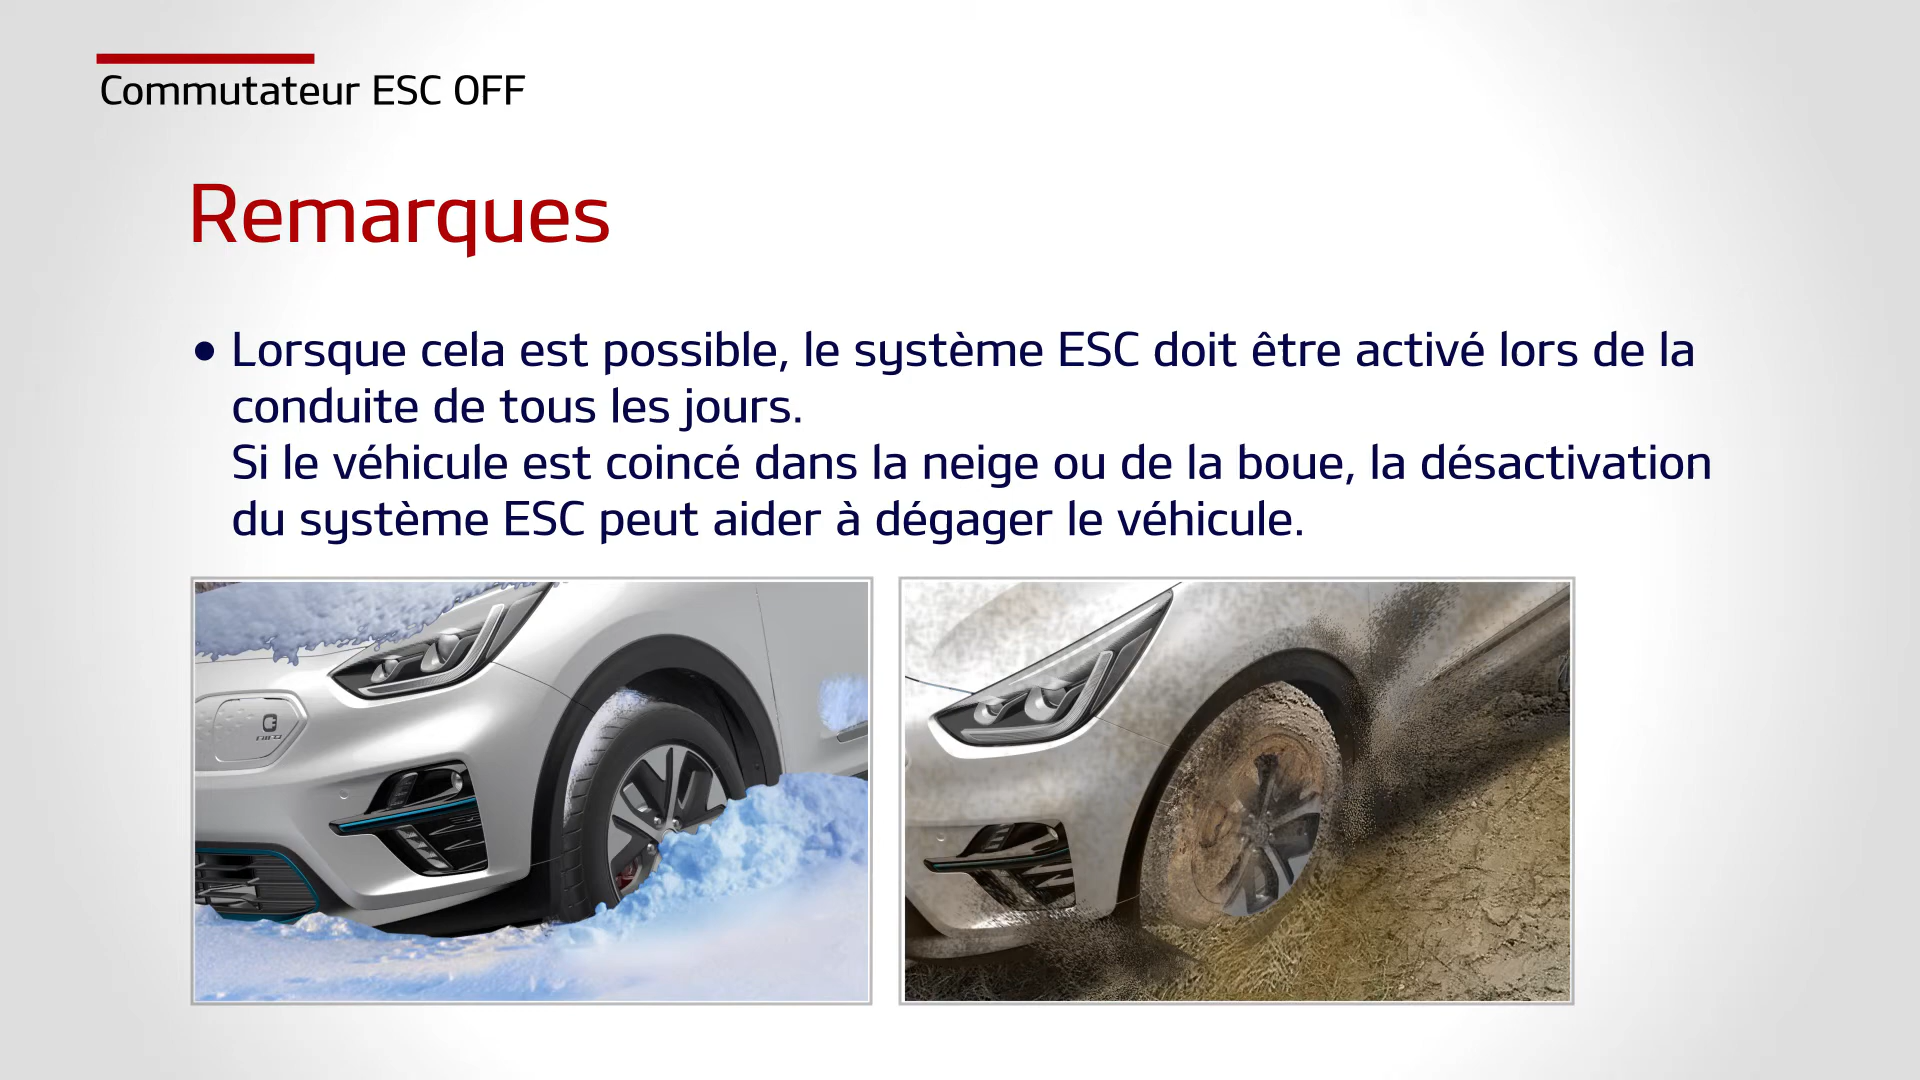 Commutateur ESC OFF
Remarques
• Lorsque cela est possible, le système ESC doit être activé lors de la
conduite de tous les jours.
Si le véhicule est coincé dans la neige ou de la boue, la désactivation
du système ESC peut aider à dégager le véhicule.